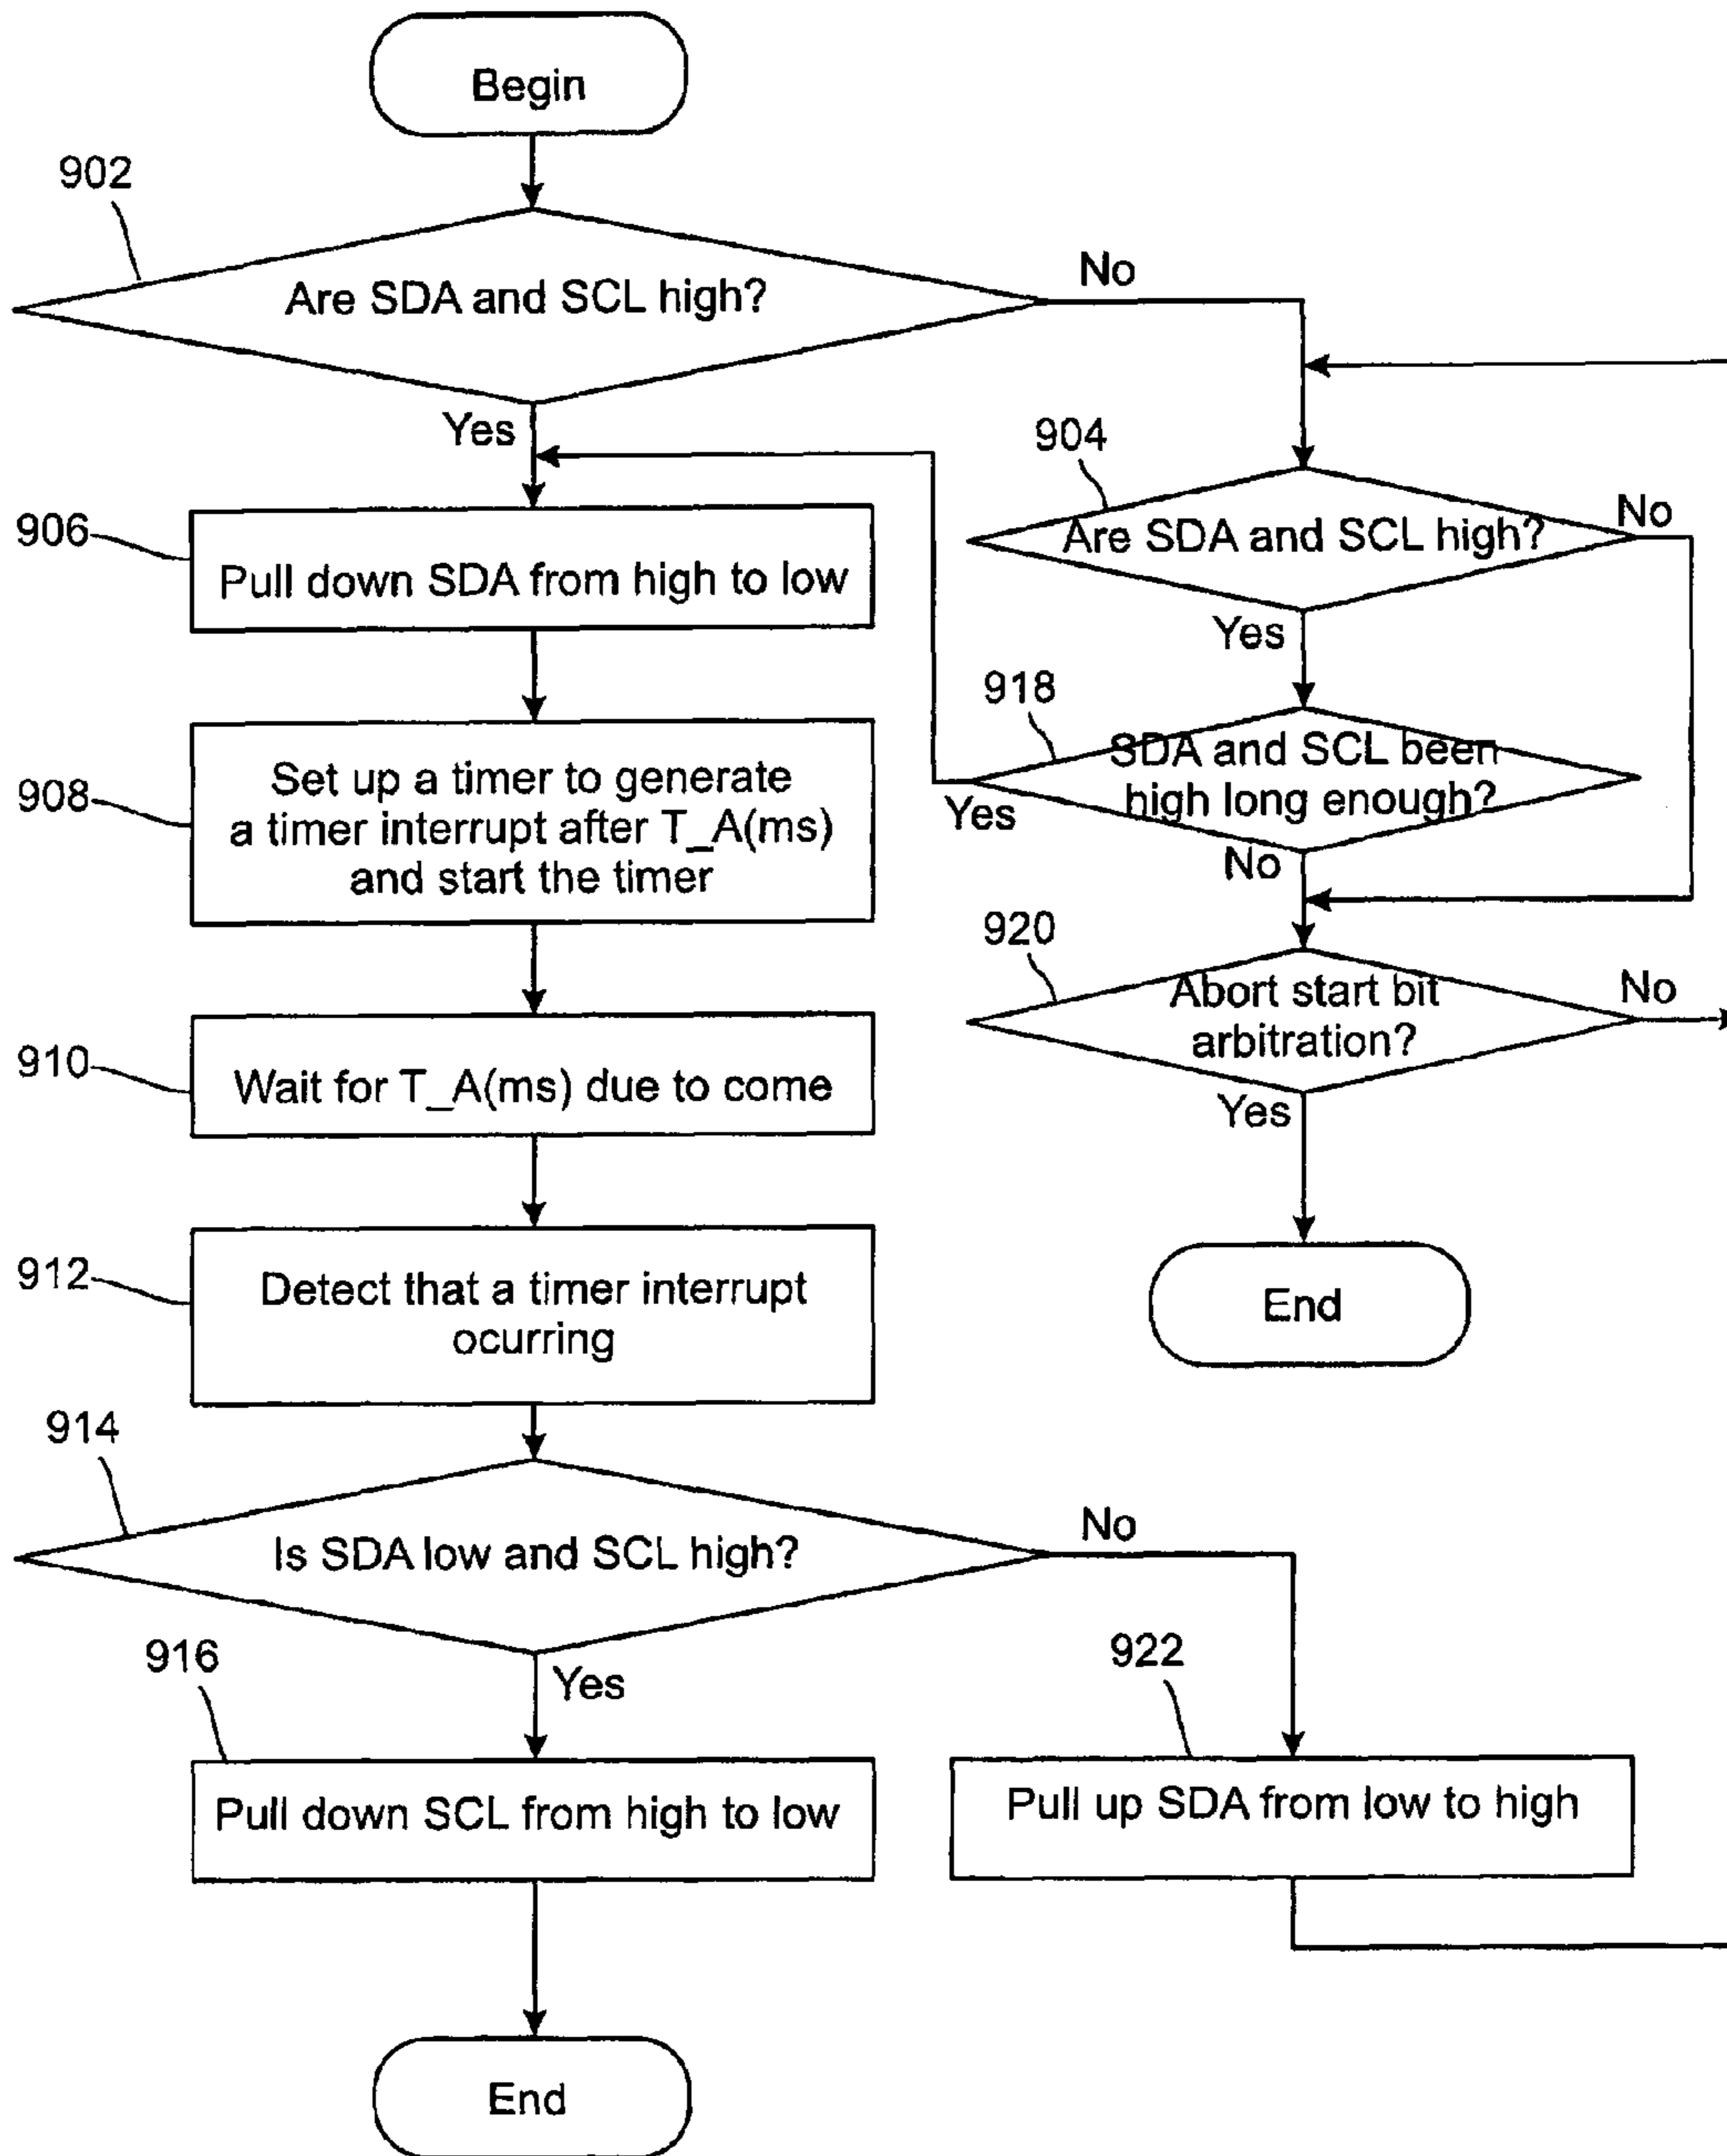 Begin
902
Are SDA and SCL high?
No
Yes
904
Are SDA and SCL high?
No
Yes
906
Pull down SDA from high to low
918
SDA and SCL been
high long enough?
Yes
No
908
Set up a timer to generate
a timer interrupt after T_A(ms)
and start the timer
920
Abort start bit
arbitration?
No
Yes
910
Wait for T_A(ms) due to come
912
Detect that a timer interrupt
ocurring
End
914
Is SDA low and SCL high?
No
Yes
916
Pull down SCL from high to low
922
Pull up SDA from low to high
End